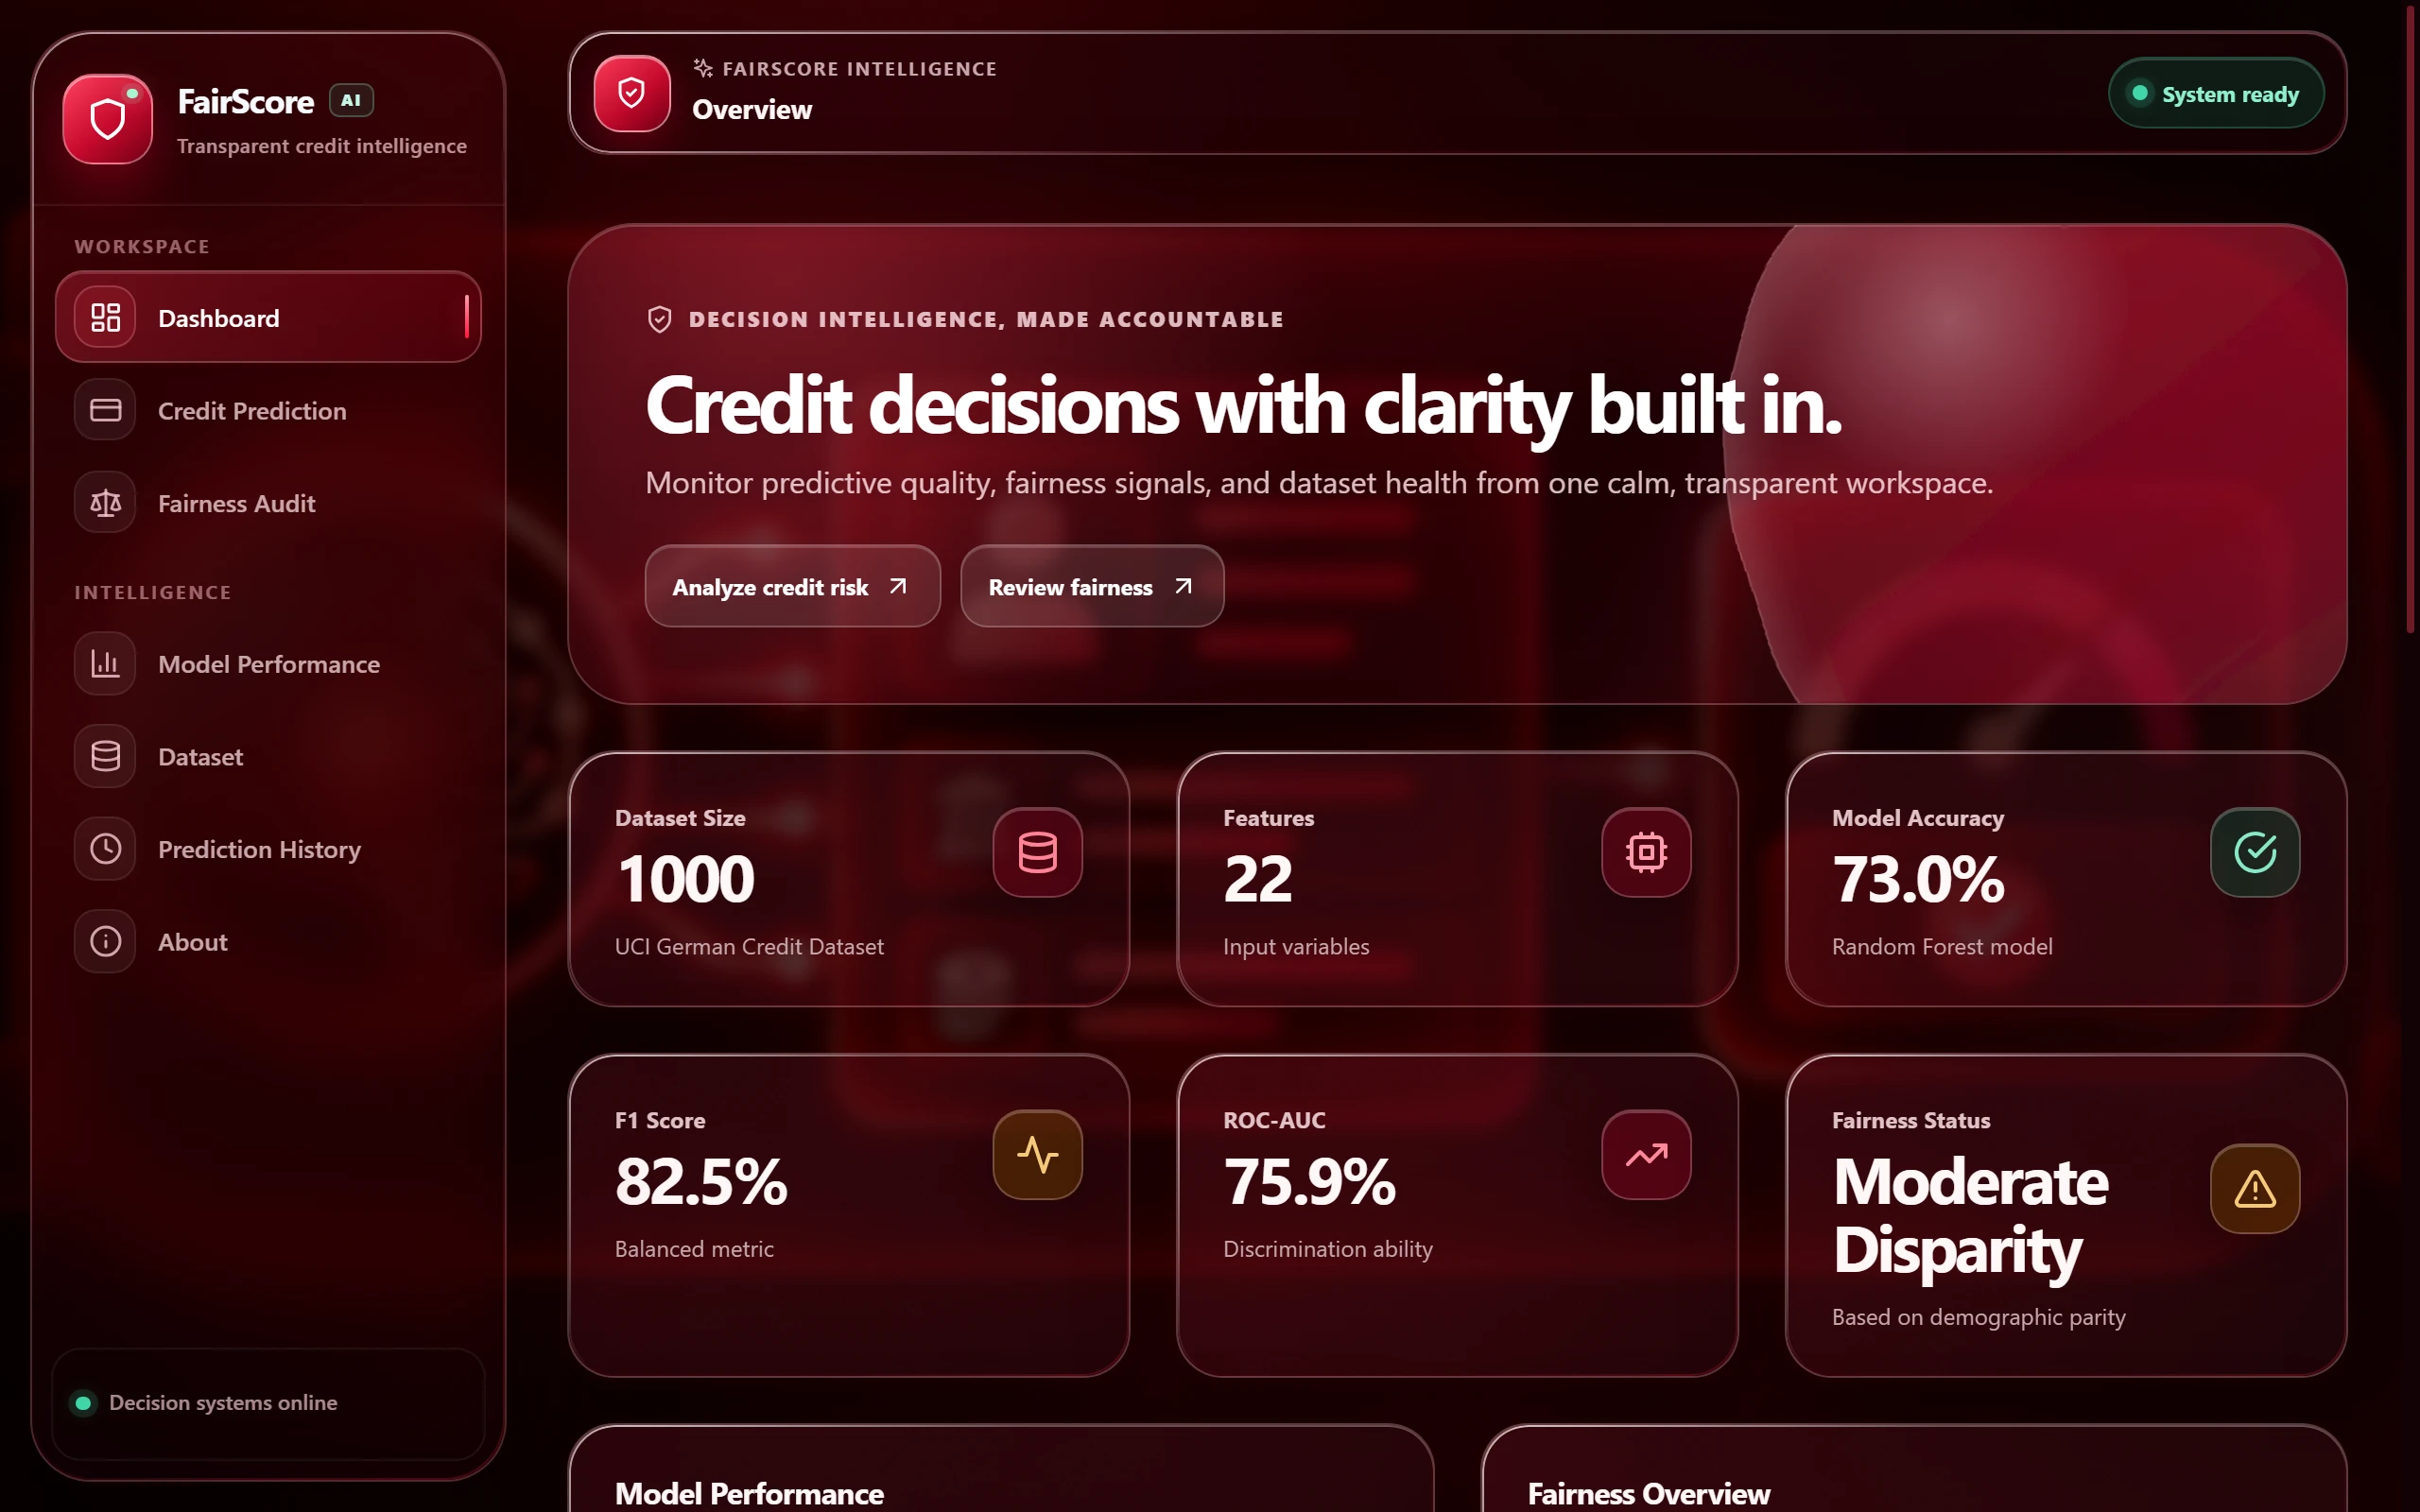 FairScore AI
Transparent credit intelligence
WORKSPACE
Dashboard
Credit Prediction
Fairness Audit
INTELLIGENCE
Model Performance
Dataset
Prediction History
About
Decision systems online
FAIRSCORE INTELLIGENCE
Overview
System ready
DECISION INTELLIGENCE, MADE ACCOUNTABLE
Credit decisions with clarity built in.
Monitor predictive quality, fairness signals, and dataset health from one calm, transparent workspace.
Analyze credit risk
Review fairness
Dataset Size
1000
UCI German Credit Dataset
Features
22
Input variables
Model Accuracy
73.0%
Random Forest model
F1 Score
82.5%
Balanced metric
ROC-AUC
75.9%
Discrimination ability
Fairness Status
Moderate
Disparity
Based on demographic parity
Model Performance
Fairness Overview